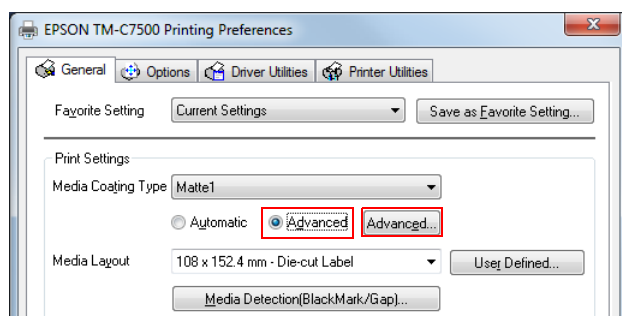 EPSON TM-C7500 Printing Preferences
General Options Driver Utilities Printer Utilities
Favorite Setting Current Settings Save as Favorite Setting...
Print Settings
Media Coating Type Matte1
Automatic Advanced Advanced...
Media Layout 108 x 152.4 mm - Die-cut Label User Defined...
Media Detection(BlackMark/Gap)...